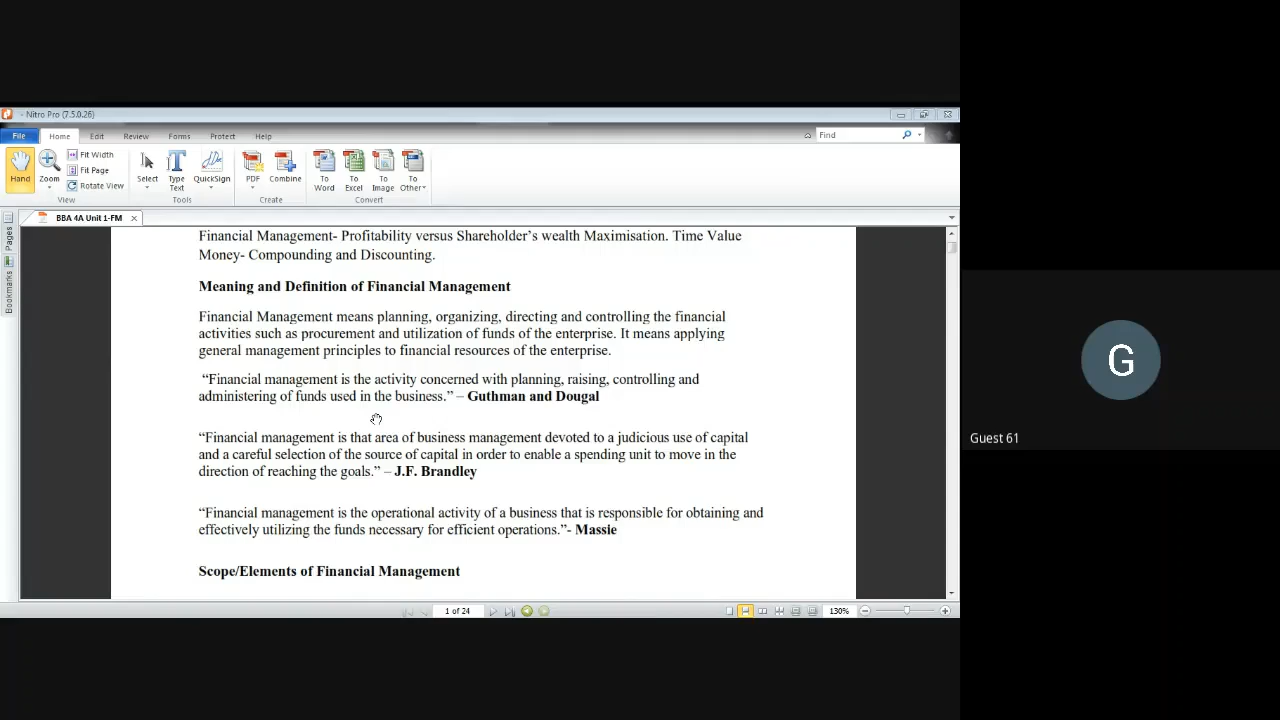 - Nitro Pro (7.5.0.26)
File Home Edit Review Forms Protect Help
Find
Hand
Zoom
Fit Width
Fit Page
Rotate View
Select
Type Text
QuickSign
PDF
Combine
To Word
To Excel
To Image
To Other
View Tools Create Convert
BBA 4A Unit 1-FM
Pages
Bookmarks
Financial Management- Profitability versus Shareholder's wealth Maximisation. Time Value
Money- Compounding and Discounting.
Meaning and Definition of Financial Management
Financial Management means planning, organizing, directing and controlling the financial
activities such as procurement and utilization of funds of the enterprise. It means applying
general management principles to financial resources of the enterprise.
“Financial management is the activity concerned with planning, raising, controlling and
administering of funds used in the business.” – Guthman and Dougal
“Financial management is that area of business management devoted to a judicious use of capital
and a careful selection of the source of capital in order to enable a spending unit to move in the
direction of reaching the goals.” – J.F. Brandley
“Financial management is the operational activity of a business that is responsible for obtaining and
effectively utilizing the funds necessary for efficient operations.”- Massie
Scope/Elements of Financial Management
1 of 24
130%
G
Guest 61